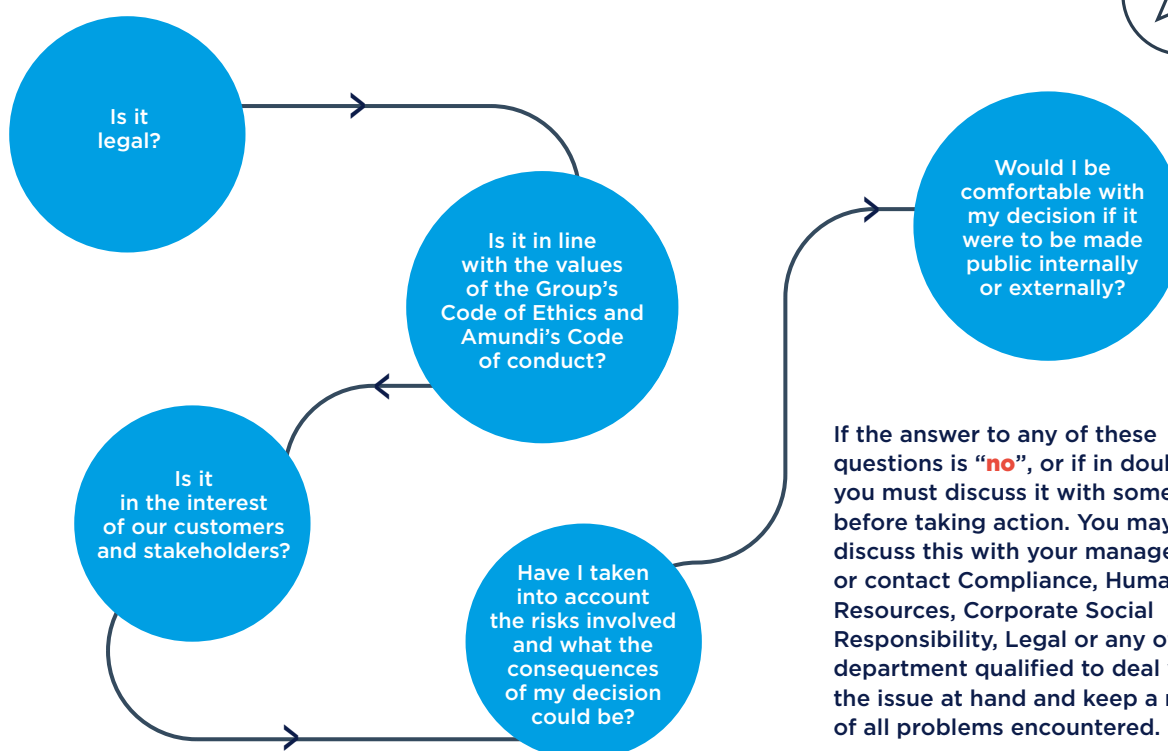 Is it
legal?
Is it in line
with the values
of the Group's
Code of Ethics and
Amundi's Code
of conduct?
Is it
in the interest
of our customers
and stakeholders?
Have I taken
into account
the risks involved
and what the
consequences
of my decision
could be?
Would I be
comfortable with
my decision if it
were to be made
public internally
or externally?
If the answer to any of these
questions is “no”, or if in
you must discuss it with
before taking action. You may
discuss this with your
or contact Compliance,
Resources, Corporate Social
Responsibility, Legal or any
department qualified to deal
the issue at hand and keep a
of all problems encountered.